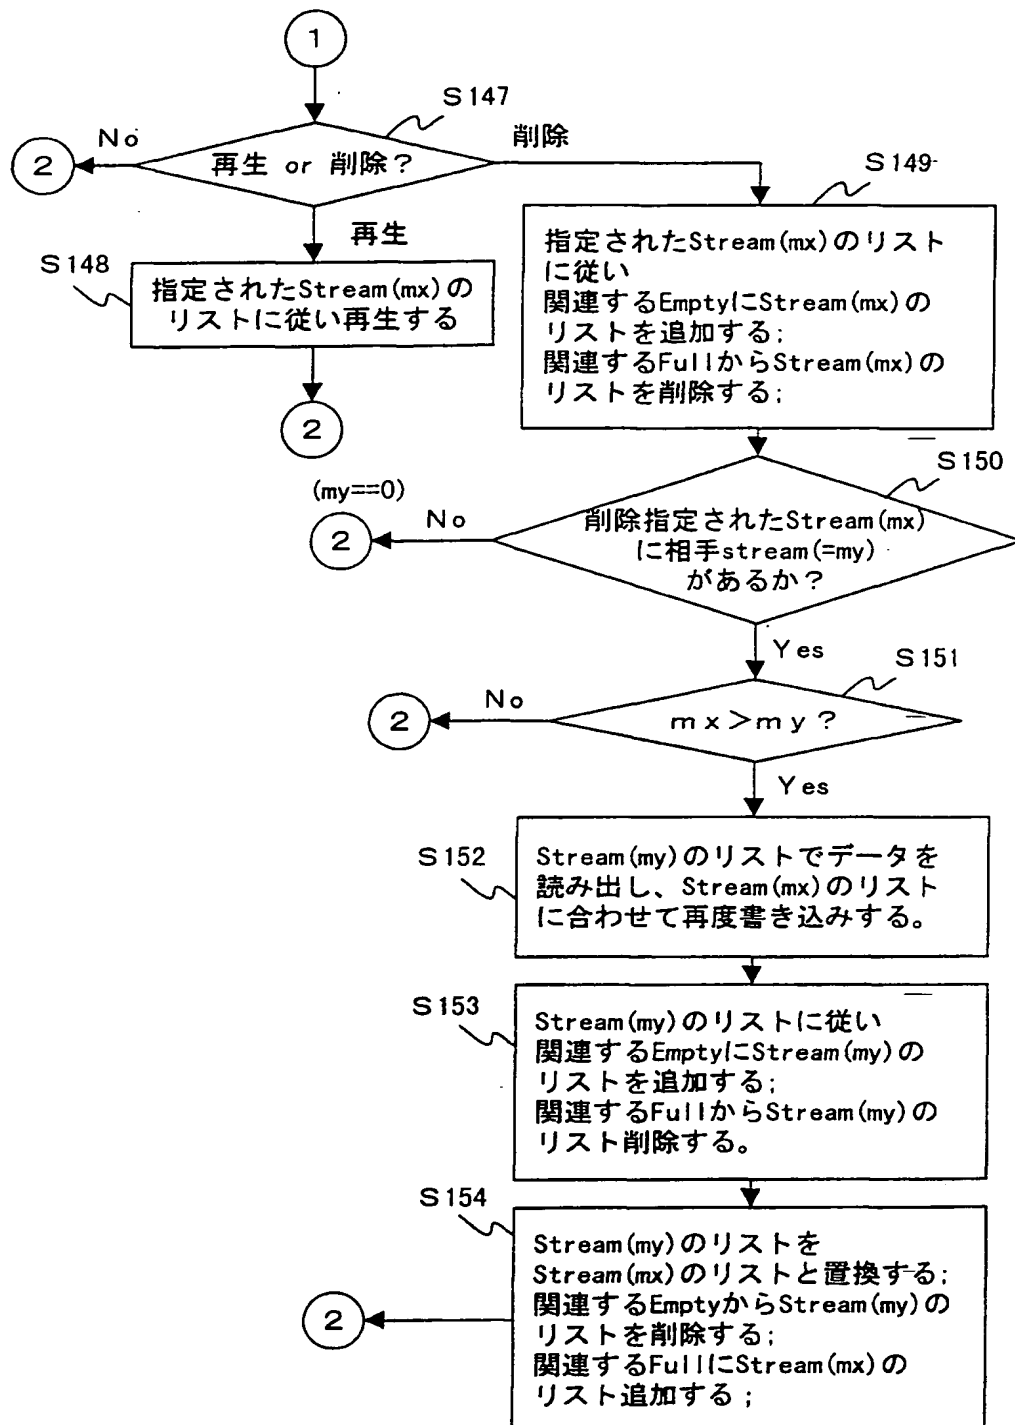 1
S147
No
削除
2
再生 or 削除?
S149
再生
S148
指定されたStream(mx)の
リストに従い再生する
指定されたStream(mx)のリスト
に従い
関連するEmptyにStream(mx)の
リストを追加する;
関連するFullからStream(mx)の
リストを削除する;
2
S150
(my==0)
No
2
削除指定されたStream(mx)
に相手stream(=my)
があるか?
Yes
S151
No
2
mx>my?
Yes
S152
Stream(my)のリストでデータを
読み出し、Stream(mx)のリスト
に合わせて再度書き込みする。
S153
Stream(my)のリストに従い
関連するEmptyにStream(my)の
リストを追加する;
関連するFullからStream(my)の
リスト削除する。
S154
Stream(my)のリストを
Stream(mx)のリストと置換する;
関連するEmptyからStream(my)の
リストを削除する;
関連するFullにStream(mx)の
リスト追加する;
2